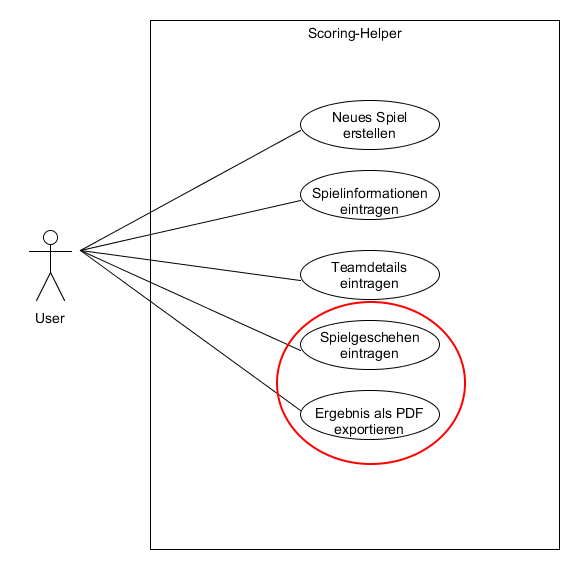 Scoring-Helper
Neues Spiel
erstellen
Spielinformationen
eintragen
Teamdetails
eintragen
User
Spielgeschehen
eintragen
Ergebnis als PDF
exportieren